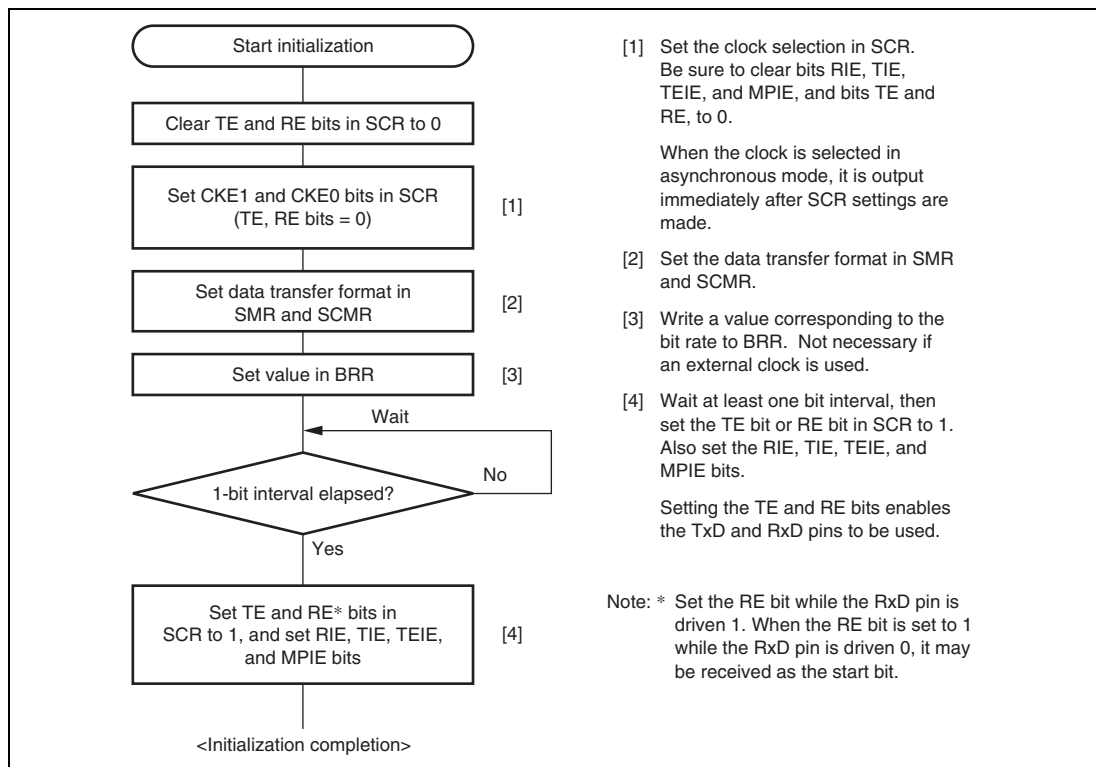 Start initialization
Clear TE and RE bits in SCR to 0
Set CKE1 and CKE0 bits in SCR
(TE, RE bits = 0)
[1]
Set data transfer format in
SMR and SCMR
[2]
Set value in BRR
[3]
Wait
1-bit interval elapsed?
No
Yes
Set TE and RE* bits in
SCR to 1, and set RIE, TIE, TEIE,
and MPIE bits
[4]
<Initialization completion>
[1] Set the clock selection in SCR.
Be sure to clear bits RIE, TIE,
TEIE, and MPIE, and bits TE and
RE, to 0.
When the clock is selected in
asynchronous mode, it is output
immediately after SCR settings are
made.
[2] Set the data transfer format in SMR
and SCMR.
[3] Write a value corresponding to the
bit rate to BRR. Not necessary if
an external clock is used.
[4] Wait at least one bit interval, then
set the TE bit or RE bit in SCR to 1.
Also set the RIE, TIE, TEIE, and
MPIE bits.
Setting the TE and RE bits enables
the TxD and RxD pins to be used.
Note: * Set the RE bit while the RxD pin is
driven 1. When the RE bit is set to 1
while the RxD pin is driven 0, it may
be received as the start bit.